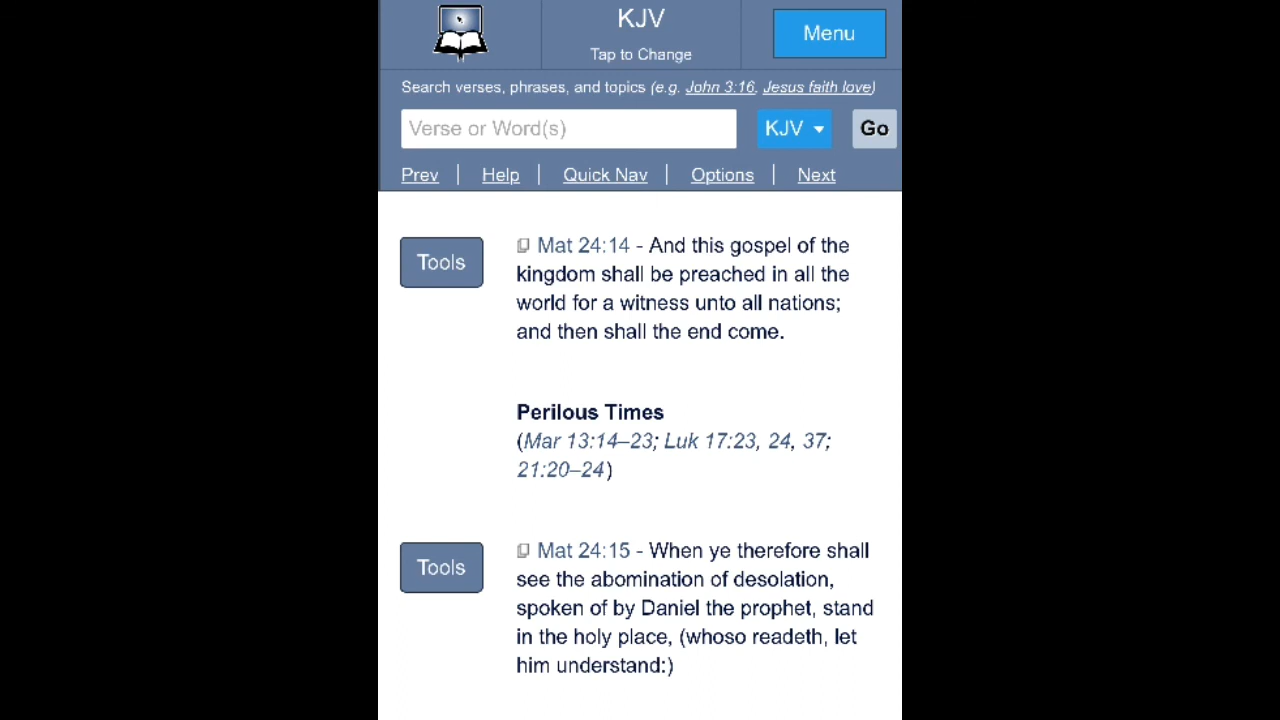 KJV
Tap to Change
Menu
Search verses, phrases, and topics (e.g. John 3:16, Jesus faith love)
Verse or Word(s)
KJV
Go
Prev | Help | Quick Nav | Options | Next
Tools
Mat 24:14 - And this gospel of the
kingdom shall be preached in all the
world for a witness unto all nations;
and then shall the end come.
Perilous Times
(Mar 13:14–23; Luk 17:23, 24, 37;
21:20–24)
Tools
Mat 24:15 - When ye therefore shall
see the abomination of desolation,
spoken of by Daniel the prophet, stand
in the holy place, (whoso readeth, let
him understand:)